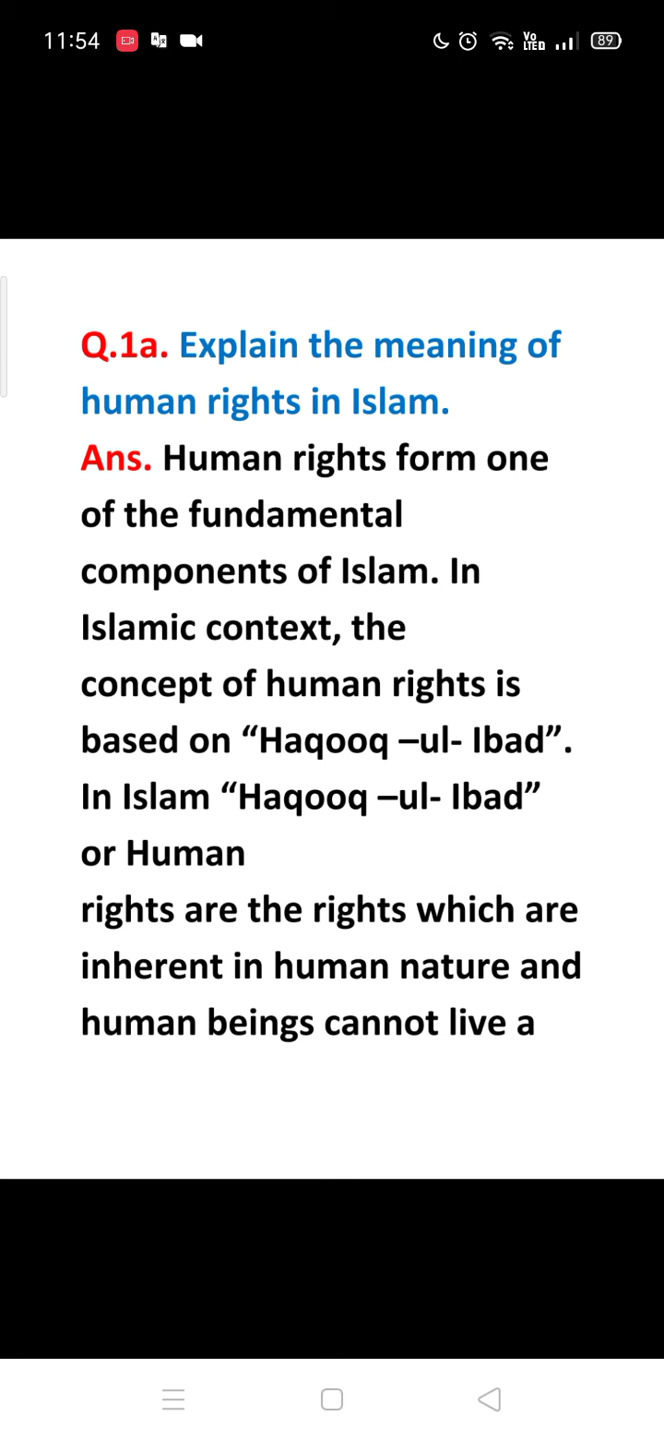 11:54
Vo
LTED
89
Q.1a. Explain the meaning of
human rights in Islam.
Ans. Human rights form one
of the fundamental
components of Islam. In
Islamic context, the
concept of human rights is
based on “Haqooq –ul- Ibad”.
In Islam “Haqooq –ul- Ibad”
or Human
rights are the rights which are
inherent in human nature and
human beings cannot live a